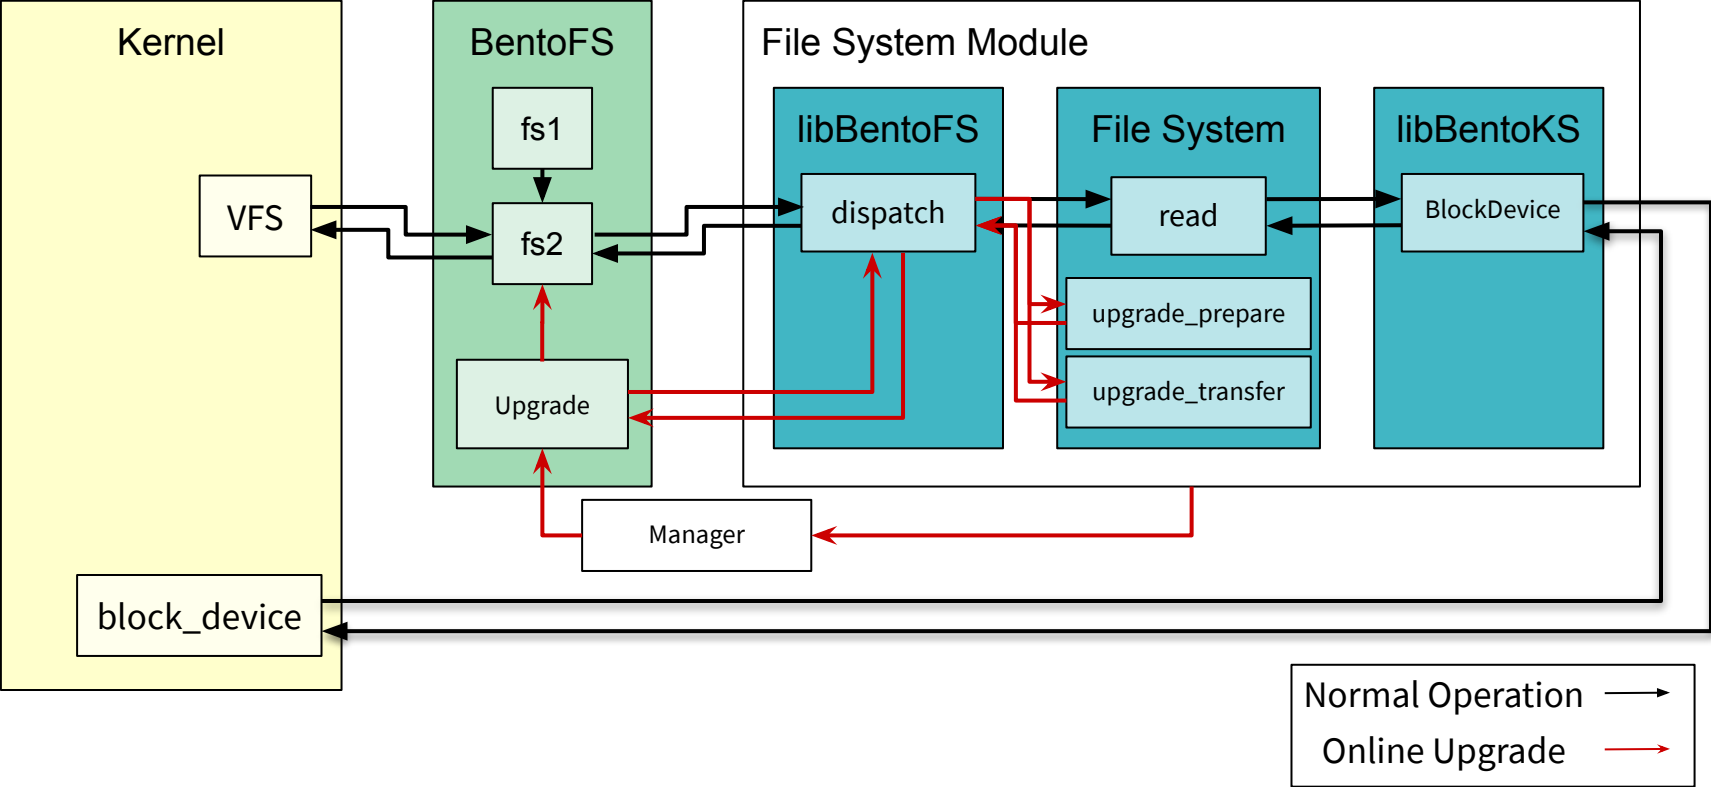 Kernel
BentoFS
File System Module
fs1
libBentoFS
File System
libBentoKS
VFS
fs2
dispatch
read
BlockDevice
upgrade_prepare
Upgrade
upgrade_transfer
Manager
block_device
Normal Operation
Online Upgrade